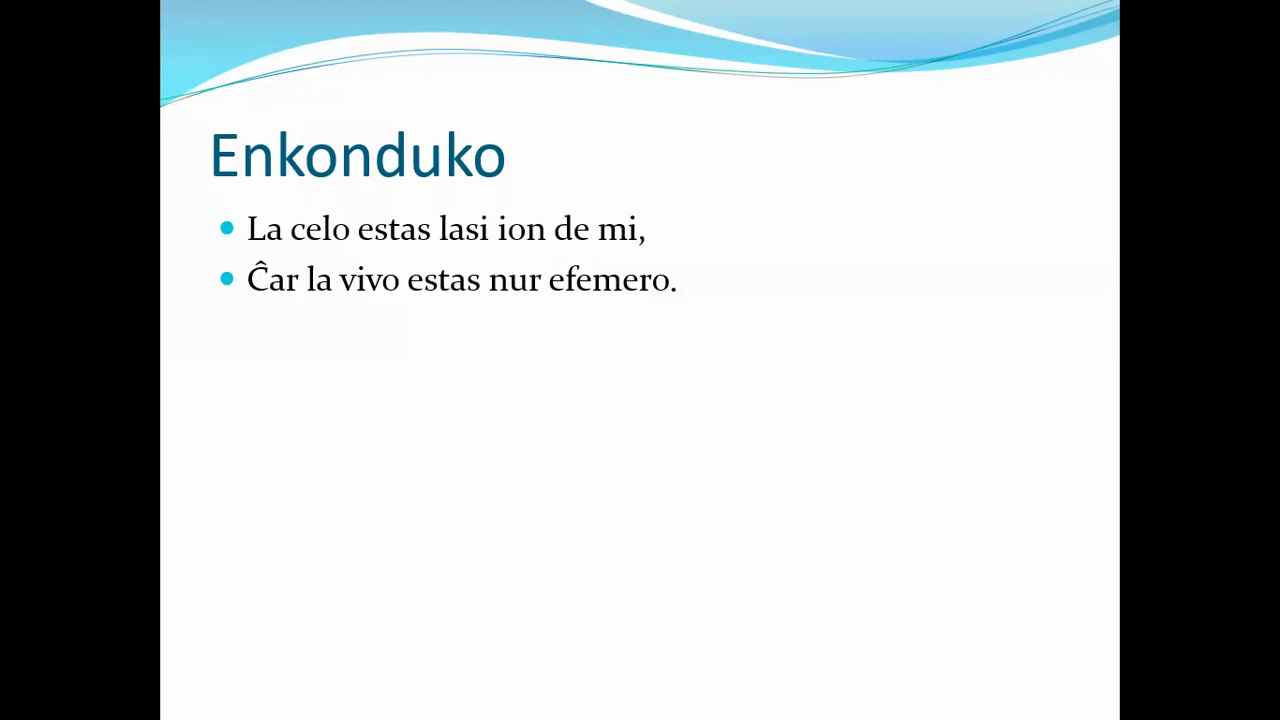 Enkonduko
La celo estas lasi ion de mi,
Ĉar la vivo estas nur efemero.